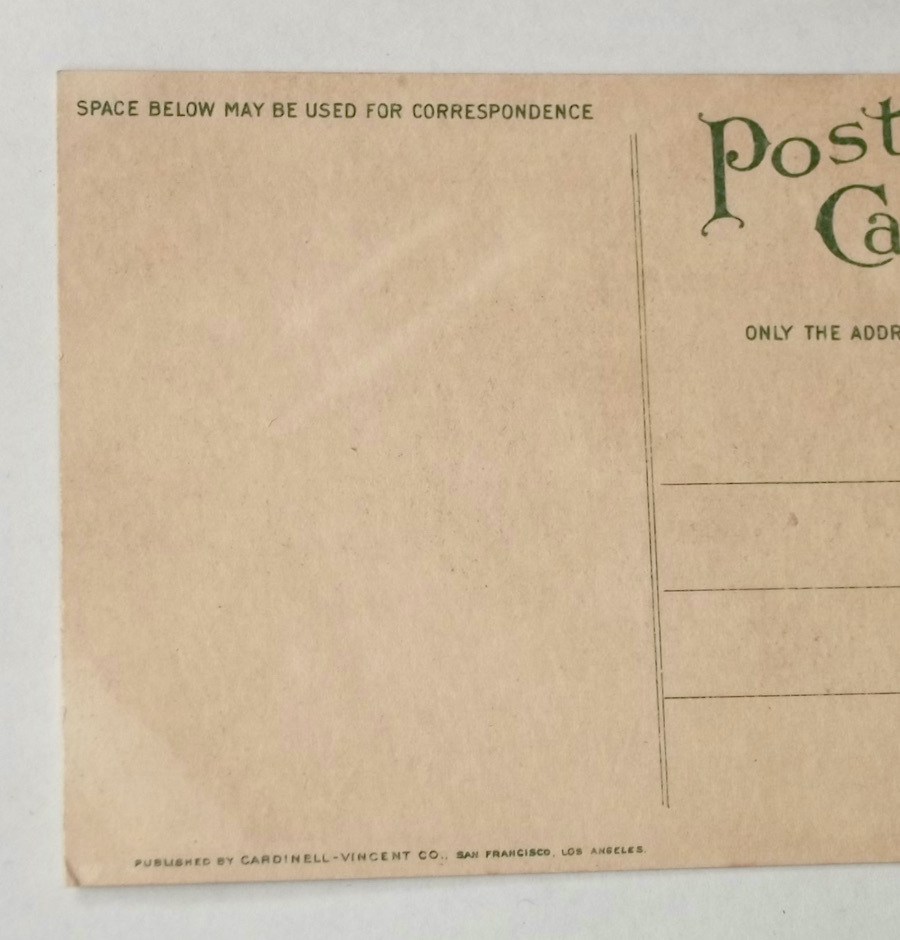 SPACE BELOW MAY BE USED FOR CORRESPONDENCE
Post
Ca
ONLY THE ADDR
PUBLISHED BY CARDINELL-VINCENT CO., SAN FRANCISCO, LOS ANGELES.